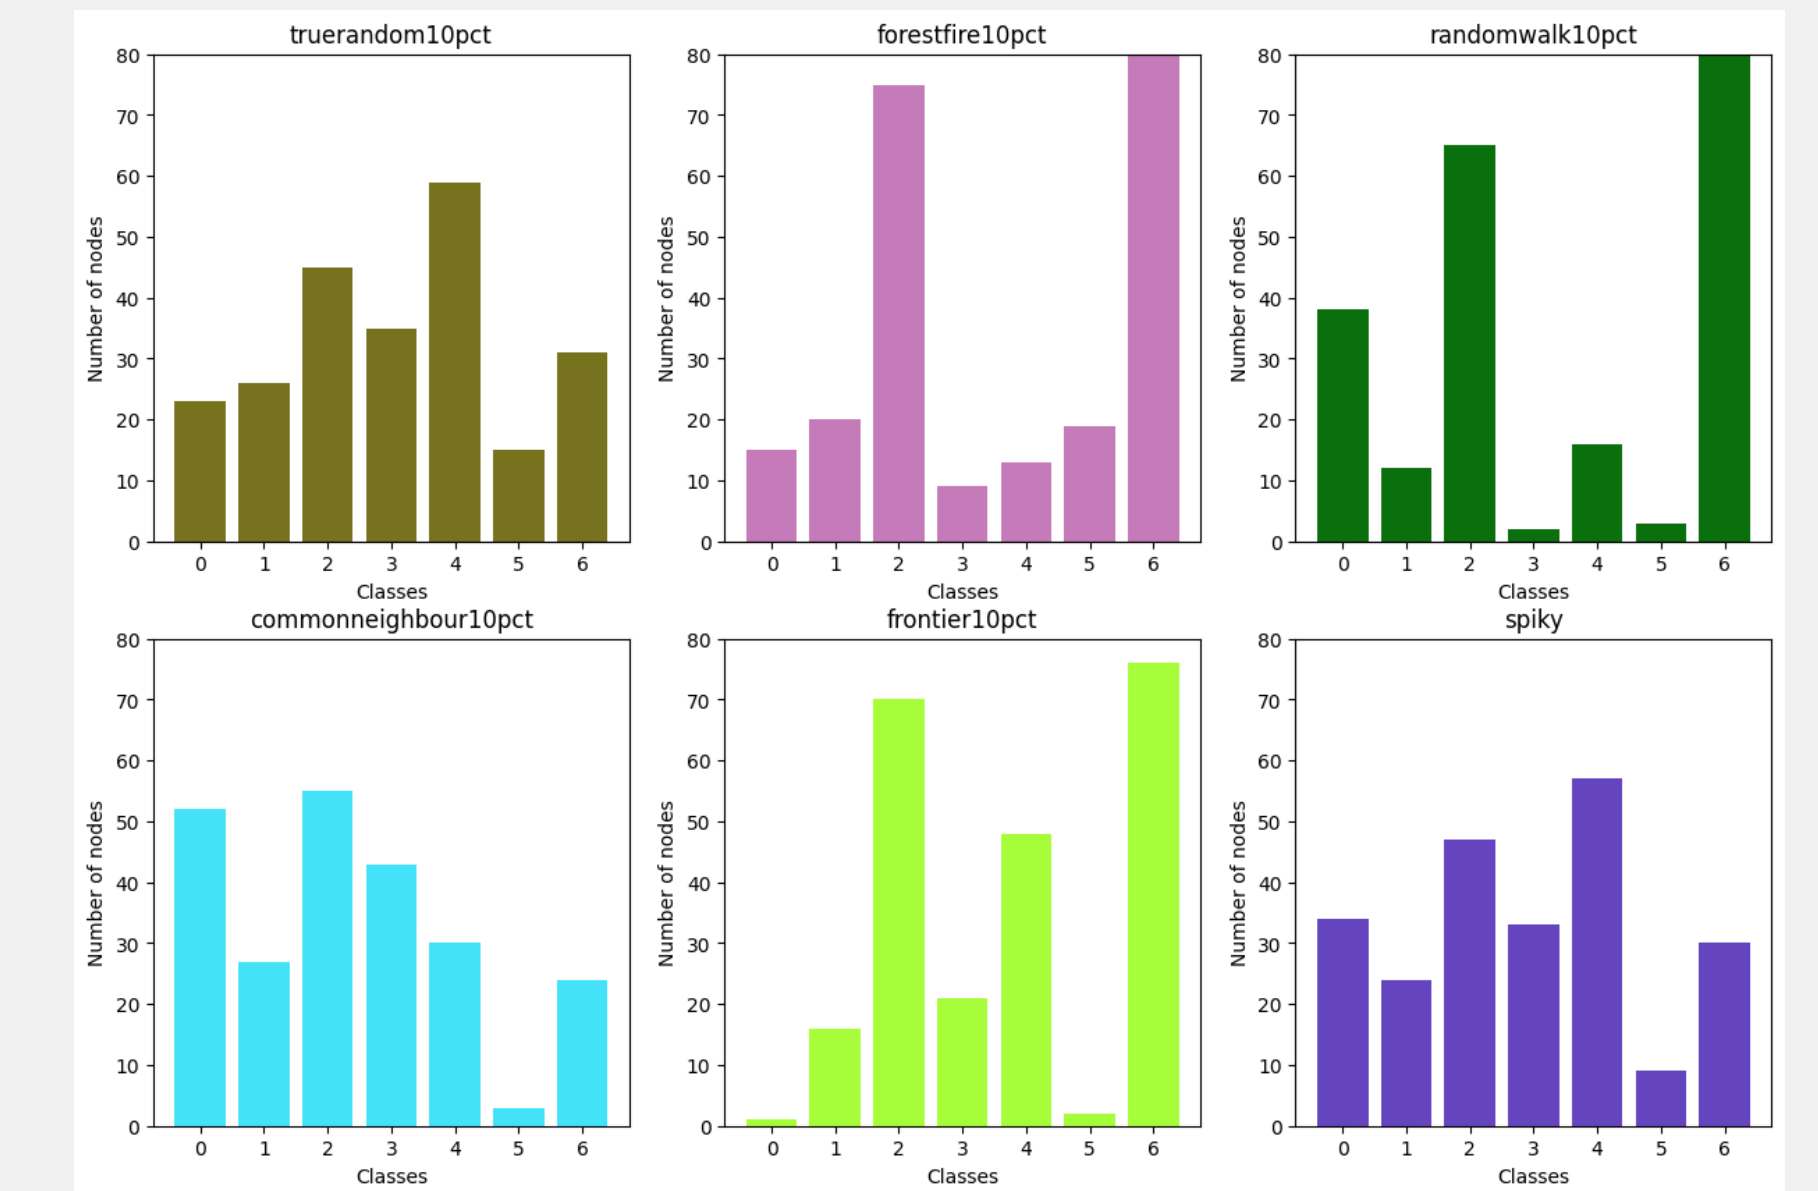 truerandom10pct
80
70
60
50
40
30
20
10
0
Number of nodes
0 1 2 3 4 5 6
Classes
forestfire10pct
80
70
60
50
40
30
20
10
0
Number of nodes
0 1 2 3 4 5 6
Classes
randomwalk10pct
80
70
60
50
40
30
20
10
0
Number of nodes
0 1 2 3 4 5 6
Classes
commonneighbour10pct
80
70
60
50
40
30
20
10
0
Number of nodes
0 1 2 3 4 5 6
Classes
frontier10pct
80
70
60
50
40
30
20
10
0
Number of nodes
0 1 2 3 4 5 6
Classes
spiky
80
70
60
50
40
30
20
10
0
Number of nodes
0 1 2 3 4 5 6
Classes